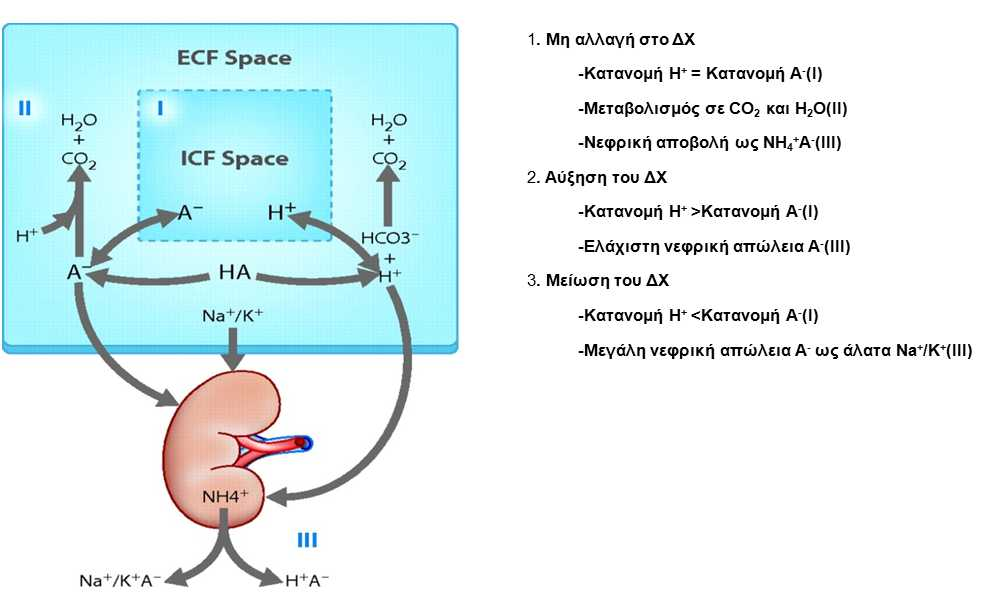 ECF Space
II
I
H₂O
+
CO₂
H₂O
+
CO₂
ICF Space
A⁻
H⁺
H⁺
HCO3⁻
+
H⁺
A⁻
HA
Na⁺/K⁺
NH4⁺
III
Na⁺/K⁺A⁻
H⁺A⁻
1. Μη αλλαγή στο ΔΧ
-Κατανομή Η⁺ = Κατανομή Α⁻(Ι)
-Μεταβολισμός σε CO₂ και H₂O(II)
-Νεφρική αποβολή ως NH₄⁺A⁻(III)
2. Αύξηση του ΔΧ
-Κατανομή Η⁺ >Κατανομή Α⁻(Ι)
-Ελάχιστη νεφρική απώλεια Α⁻(ΙΙΙ)
3. Μείωση του ΔΧ
-Κατανομή Η⁺ <Κατανομή Α⁻(Ι)
-Μεγάλη νεφρική απώλεια Α⁻ ως άλατα Na⁺/K⁺(III)